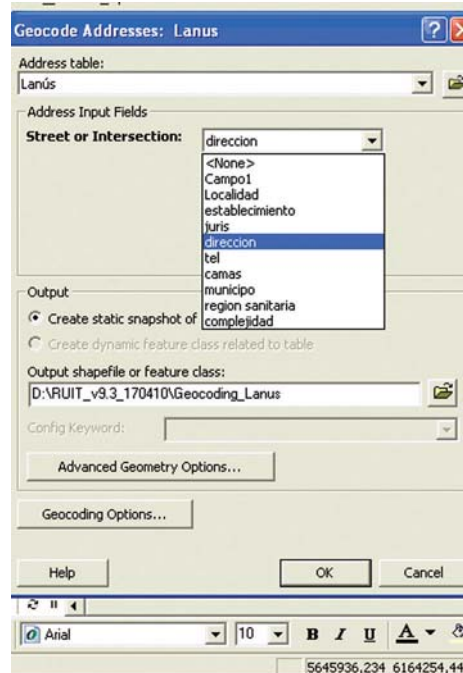 Geocode Addresses: Lanus
Address table:
Lanús
Address Input Fields
Street or Intersection:
direccion
<None>
Campo1
Localidad
establecimiento
juris
direccion
tel
camas
municipo
region sanitaria
complejidad
Output
Create static snapshot of
Create dynamic feature class related to table
Output shapefile or feature class:
D:\RUIT_v9.3_170410\Geocoding_Lanus
Config Keyword:
Advanced Geometry Options...
Geocoding Options...
Help OK Cancel
Arial 10 B I U A
5645936,234 6164254,44